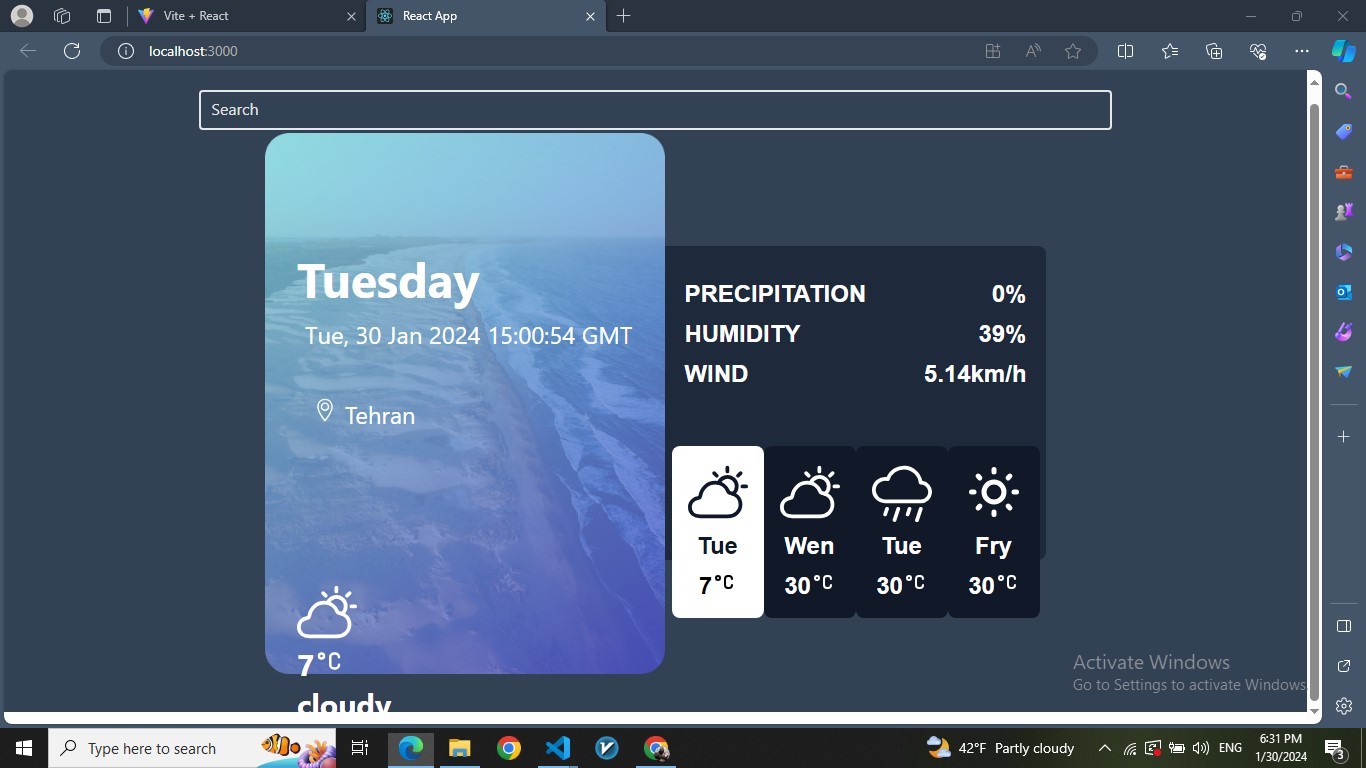 Vite + React
React App
localhost:3000
Search
Tuesday
Tue, 30 Jan 2024 15:00:54 GMT
Tehran
7°C
cloudy
PRECIPITATION 0%
HUMIDITY 39%
WIND 5.14km/h
Tue Wen Tue Fry
7°C 30°C 30°C 30°C
Activate Windows
Go to Settings to activate Windows.
Type here to search
42°F Partly cloudy
ENG
6:31 PM
1/30/2024
3